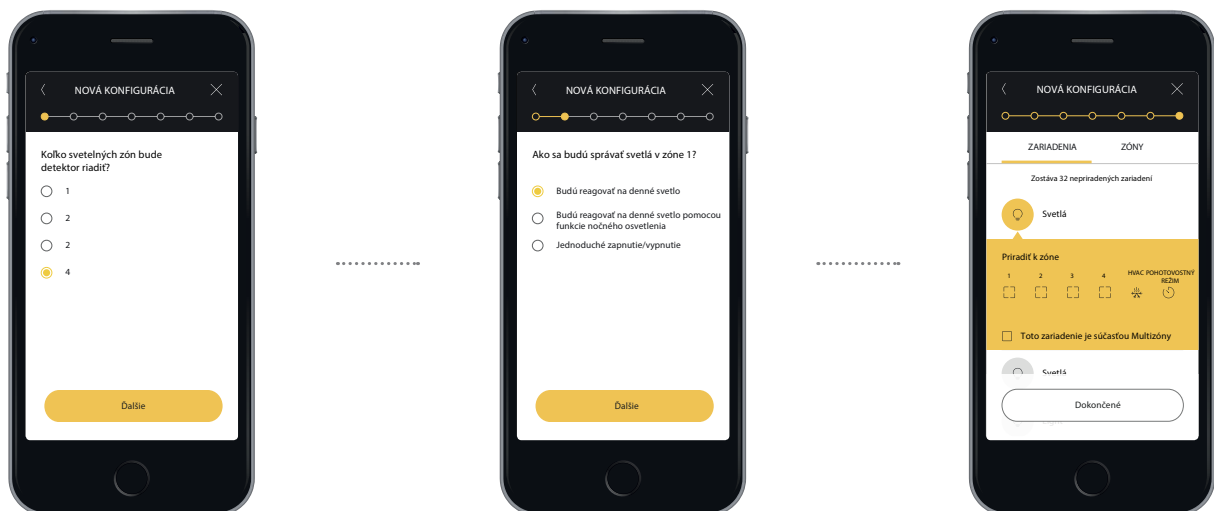 NOVÁ KONFIGURÁCIA
Koľko svetelných zón bude
detektor riadiť?
1
2
2
4
Ďalšie
NOVÁ KONFIGURÁCIA
Ako sa budú správať svetlá v zóne 1?
Budú reagovať na denné svetlo
Budú reagovať na denné svetlo pomocou
funkcie nočného osvetlenia
Jednoduché zapnutie/vypnutie
Ďalšie
NOVÁ KONFIGURÁCIA
ZARIADENIA ZÓNY
Zostáva 32 nepriradených zariadení
Svetlá
Priradiť k zóne
1 2 3 4 HVAC POHOTOVOSTNÝ
REŽIM
Toto zariadenie je súčasťou Multizóny
Svetlá
Dokončené